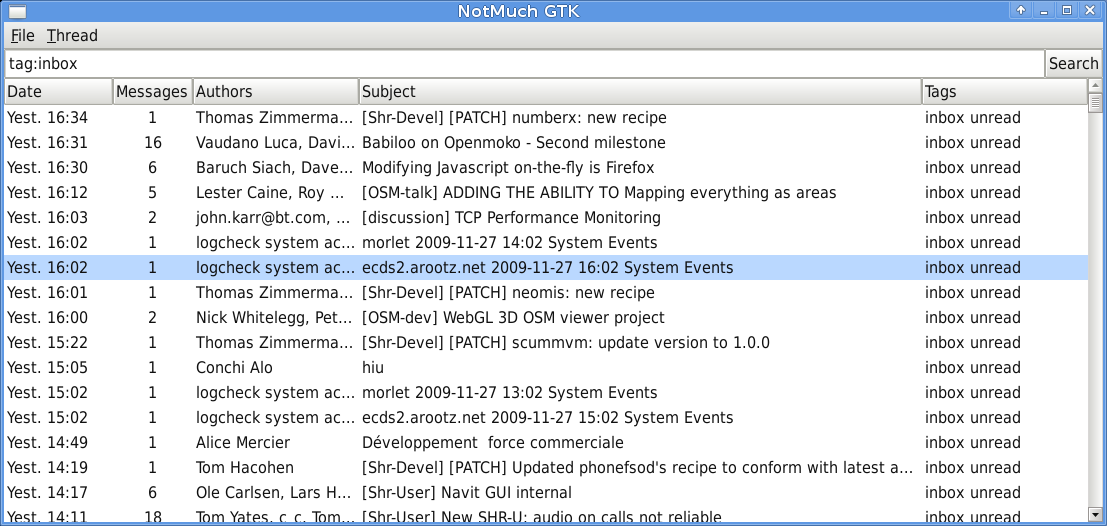 NotMuch GTK
File Thread
tag:inbox Search
Date Messages Authors Subject Tags
Yest. 16:34 1 Thomas Zimmerma... [Shr-Devel] [PATCH] numberx: new recipe inbox unread
Yest. 16:31 16 Vaudano Luca, Davi... Babiloo on Openmoko - Second milestone inbox unread
Yest. 16:30 6 Baruch Siach, Dave... Modifying Javascript on-the-fly is Firefox inbox unread
Yest. 16:12 5 Lester Caine, Roy ... [OSM-talk] ADDING THE ABILITY TO Mapping everything as areas inbox unread
Yest. 16:03 2 john.karr@bt.com, ... [discussion] TCP Performance Monitoring inbox unread
Yest. 16:02 1 logcheck system ac... morlet 2009-11-27 14:02 System Events inbox unread
Yest. 16:02 1 logcheck system ac... ecds2.arootz.net 2009-11-27 16:02 System Events inbox unread
Yest. 16:01 1 Thomas Zimmerma... [Shr-Devel] [PATCH] neomis: new recipe inbox unread
Yest. 16:00 2 Nick Whitelegg, Pet... [OSM-dev] WebGL 3D OSM viewer project inbox unread
Yest. 15:22 1 Thomas Zimmerma... [Shr-Devel] [PATCH] scummvm: update version to 1.0.0 inbox unread
Yest. 15:05 1 Conchi Alo hiu inbox unread
Yest. 15:02 1 logcheck system ac... morlet 2009-11-27 13:02 System Events inbox unread
Yest. 15:02 1 logcheck system ac... ecds2.arootz.net 2009-11-27 15:02 System Events inbox unread
Yest. 14:49 1 Alice Mercier Développement force commerciale inbox unread
Yest. 14:19 1 Tom Hacohen [Shr-Devel] [PATCH] Updated phonefsod's recipe to conform with latest a... inbox unread
Yest. 14:17 6 Ole Carlsen, Lars H... [Shr-User] Navit GUI internal inbox unread
Yest. 14:11 18 Tom Yates, c_c, Tom... [Shr-User] New SHR-U: audio on calls not reliable inbox unread